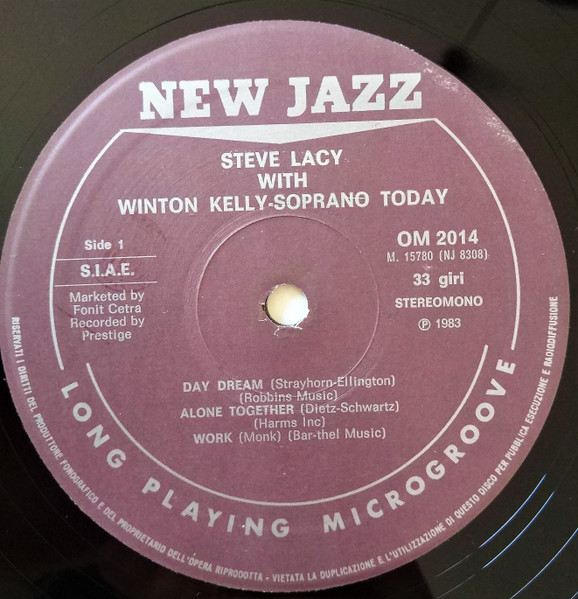 NEW JAZZ
STEVE LACY
WITH
WINTON KELLY-SOPRANO TODAY
Side 1
S.I.A.E.
Marketed by
Fonit Cetra
Recorded by
Prestige
OM 2014
M. 15780 (NJ 8308)
33 giri
STEREOMONO
Ⓟ 1983
DAY DREAM (Strayhorn-Ellington)
(Robbins Music)
ALONE TOGETHER (Dietz-Schwartz)
(Harms Inc)
WORK (Monk) (Bar-thel Music)
LONG PLAYING MICROGROOVE
RISERVATI I DIRITTI DEL PRODUTTORE FONOGRAFICO E DEL PROPRIETARIO DELL'OPERA RIPRODOTTA - VIETATA LA DUPLICAZIONE E L'UTILIZZAZIONE DI QUESTO DISCO PER PUBBLICA ESECUZIONE E RADIODIFFUSIONE